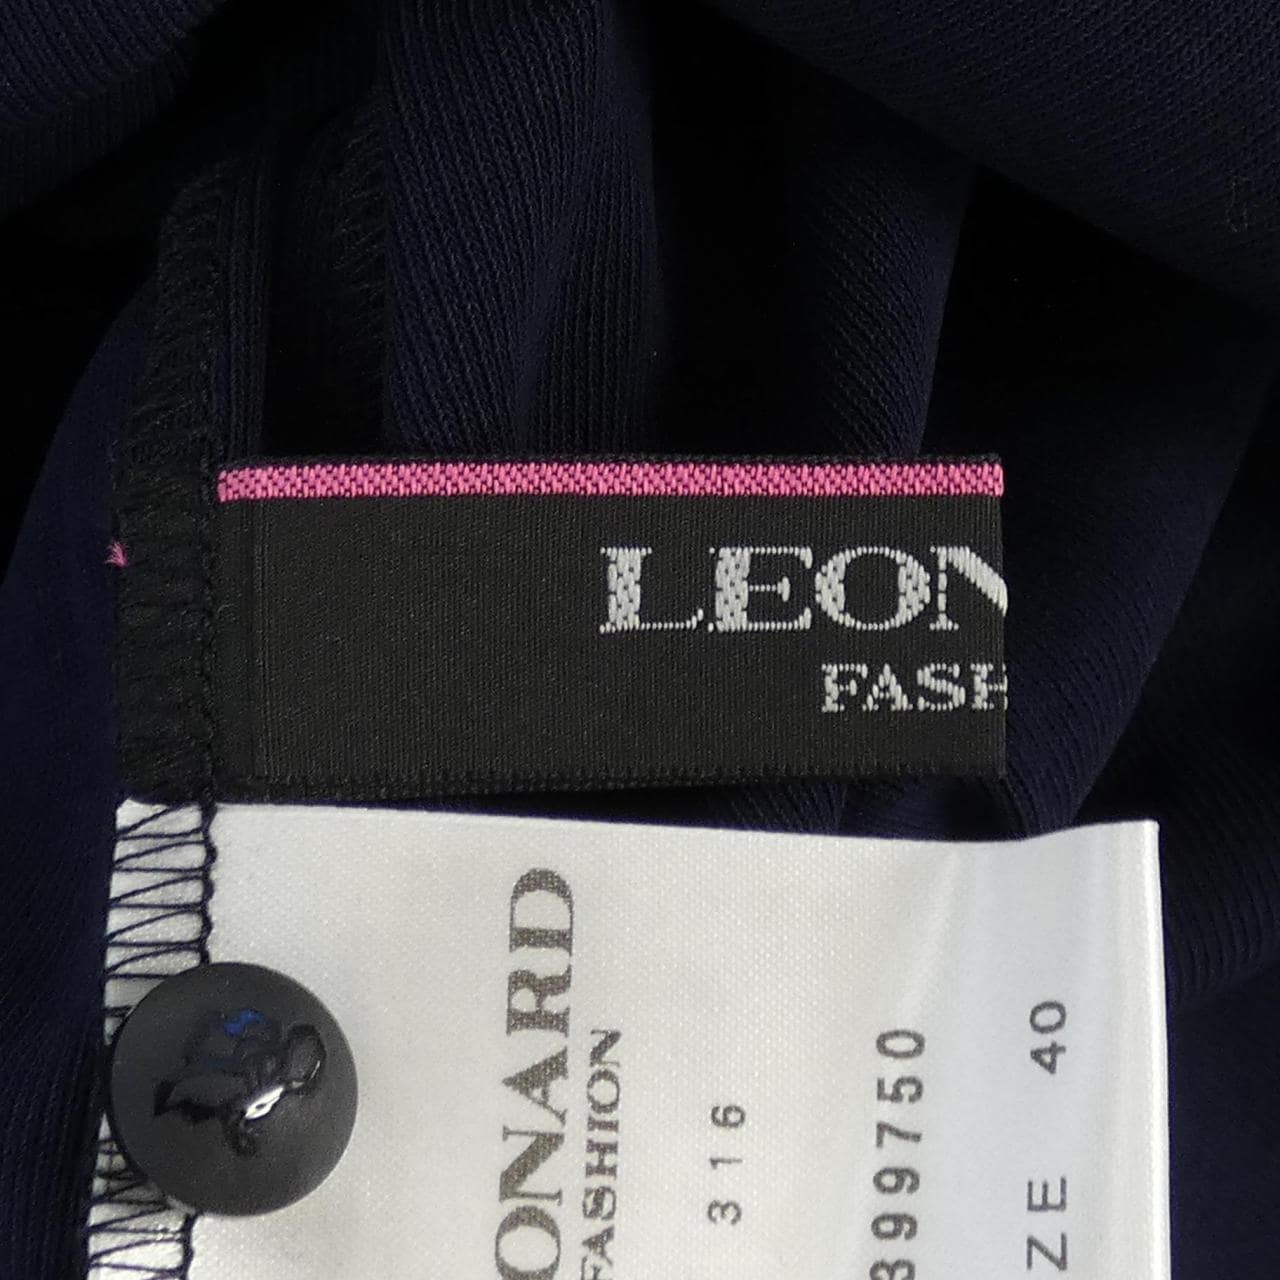 LEON
FASH
ONARD
FASHION
316
399750
ZE 40